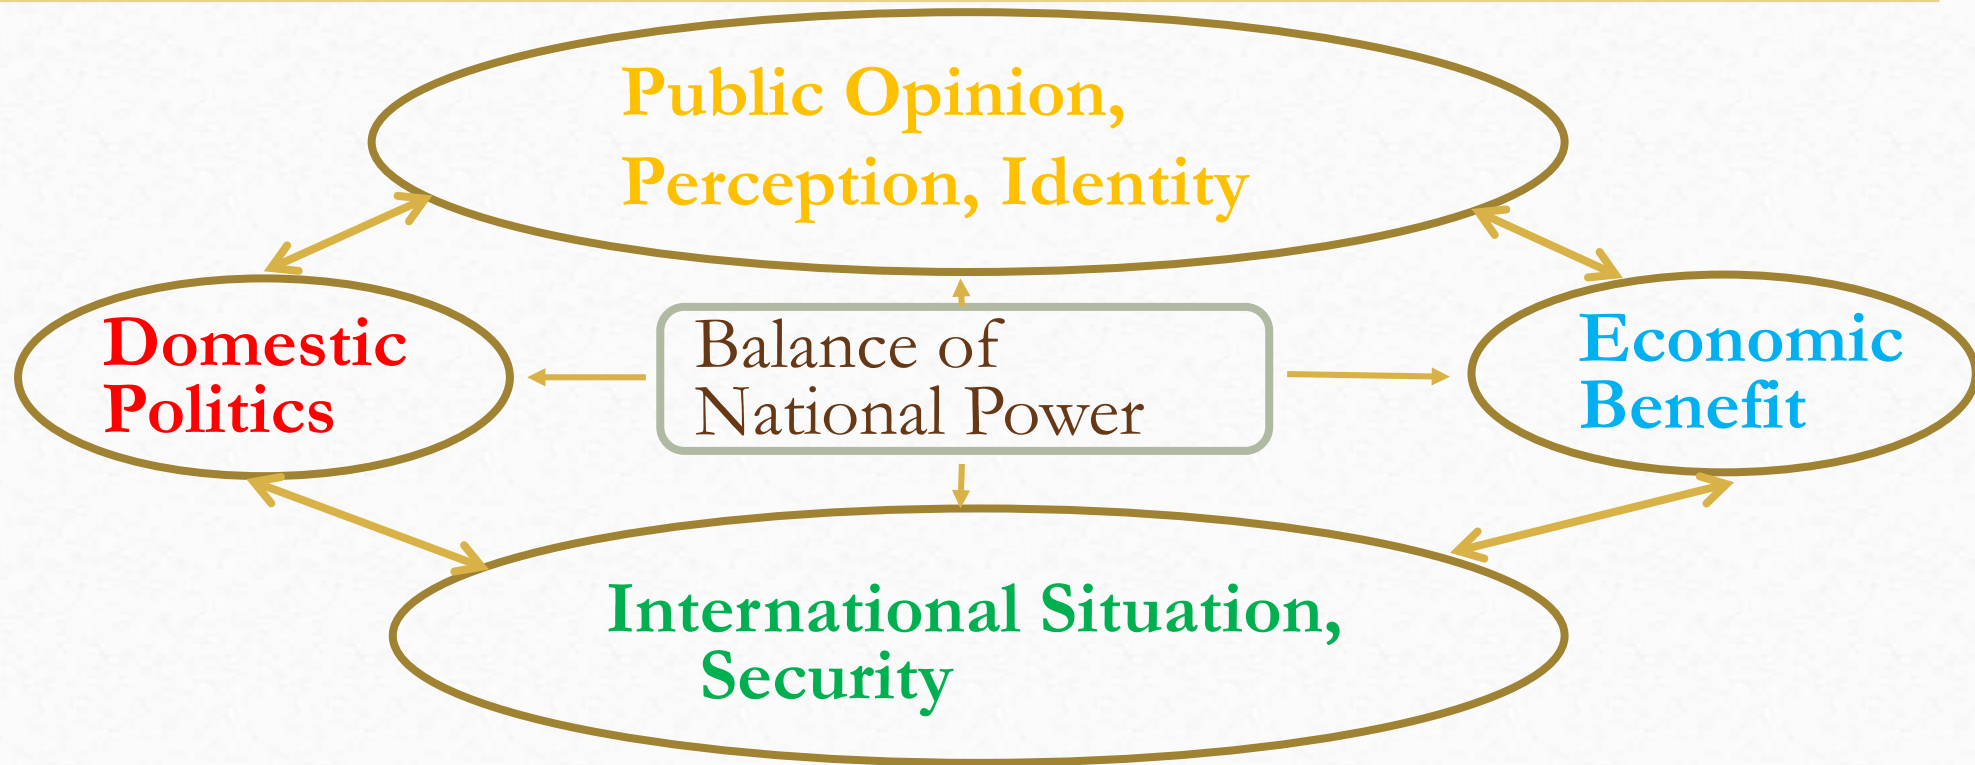 Public Opinion,
Perception, Identity
Domestic
Politics
Balance of
National Power
Economic
Benefit
International Situation,
Security